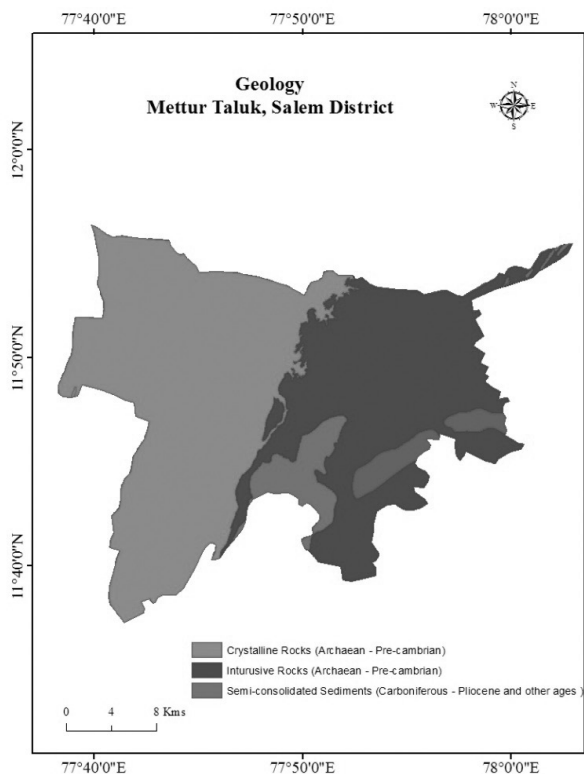 77°40'0"E 77°50'0"E 78°0'0"E
Geology
Mettur Taluk, Salem District
N
W E
S
12°0'0"N
11°50'0"N
11°40'0"N
Crystalline Rocks (Archaean - Pre-cambrian)
Inturusive Rocks (Archaean - Pre-cambrian)
Semi-consolidated Sediments (Carboniferous - Pliocene and other ages )
0 4 8 Kms
77°40'0"E 77°50'0"E 78°0'0"E